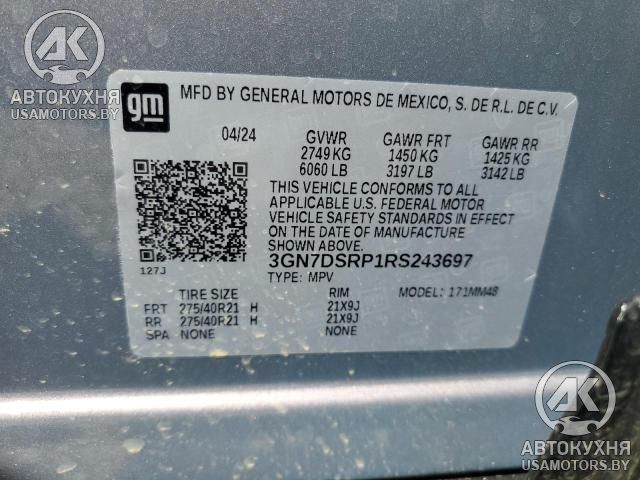 АК
АВТОКУХНЯ
USAMOTORS.BY
gm
MFD BY GENERAL MOTORS DE MEXICO, S. DE R.L. DE C.V.
04/24 GVWR GAWR FRT GAWR RR
2749 KG 1450 KG 1425 KG
6060 LB 3197 LB 3142 LB
THIS VEHICLE CONFORMS TO ALL
APPLICABLE U.S. FEDERAL MOTOR
VEHICLE SAFETY STANDARDS IN EFFECT
ON THE DATE OF MANUFACTURE
SHOWN ABOVE.
127J
3GN7DSRP1RS243697
TYPE: MPV MODEL: 171MM48
TIRE SIZE RIM
FRT 275/40R21 H 21X9J
RR 275/40R21 H 21X9J
SPA NONE NONE
АК
АВТОКУХНЯ
USAMOTORS.BY